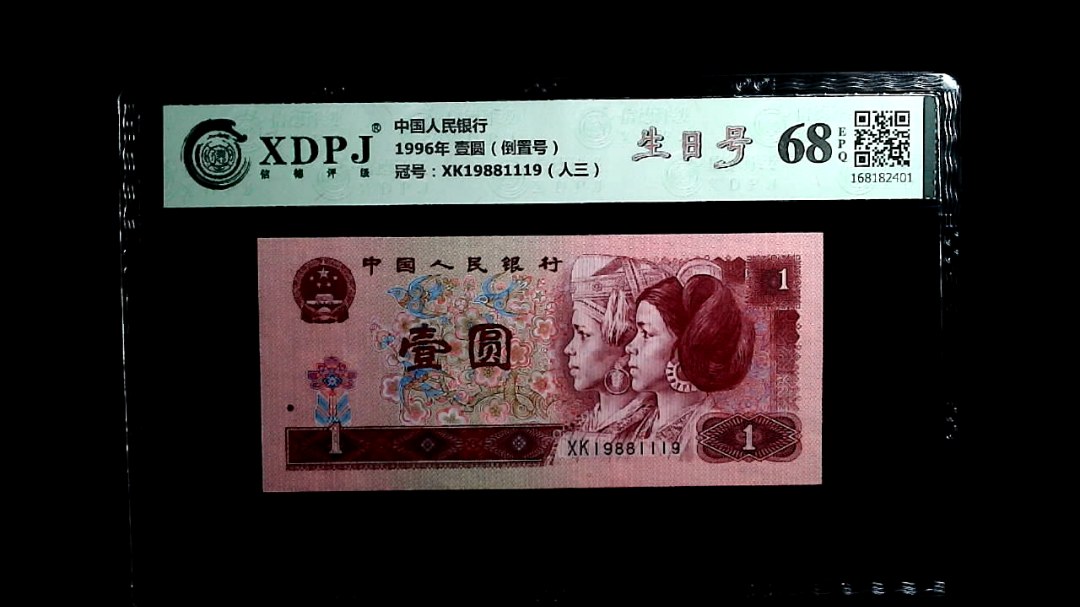 XDPJ®
信德评级
中国人民银行
1996年 壹圆（倒置号）
冠号：XK19881119（人三）
生日号
68
EPQ
168182401
中国人民银行
1
壹圆
1
XK19881119
1